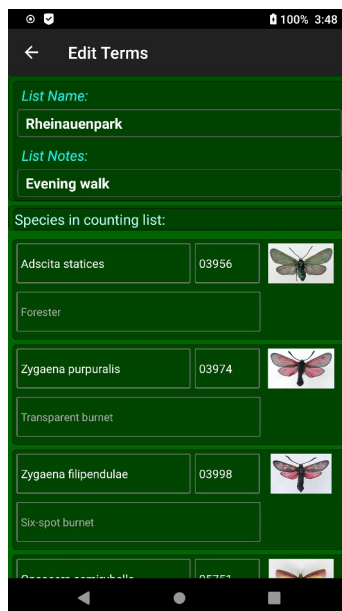 100% 3:48
Edit Terms
List Name:
Rheinauenpark
List Notes:
Evening walk
Species in counting list:
Adscita statices 03956
Forester
Zygaena purpuralis 03974
Transparent burnet
Zygaena filipendulae 03998
Six-spot burnet
05751